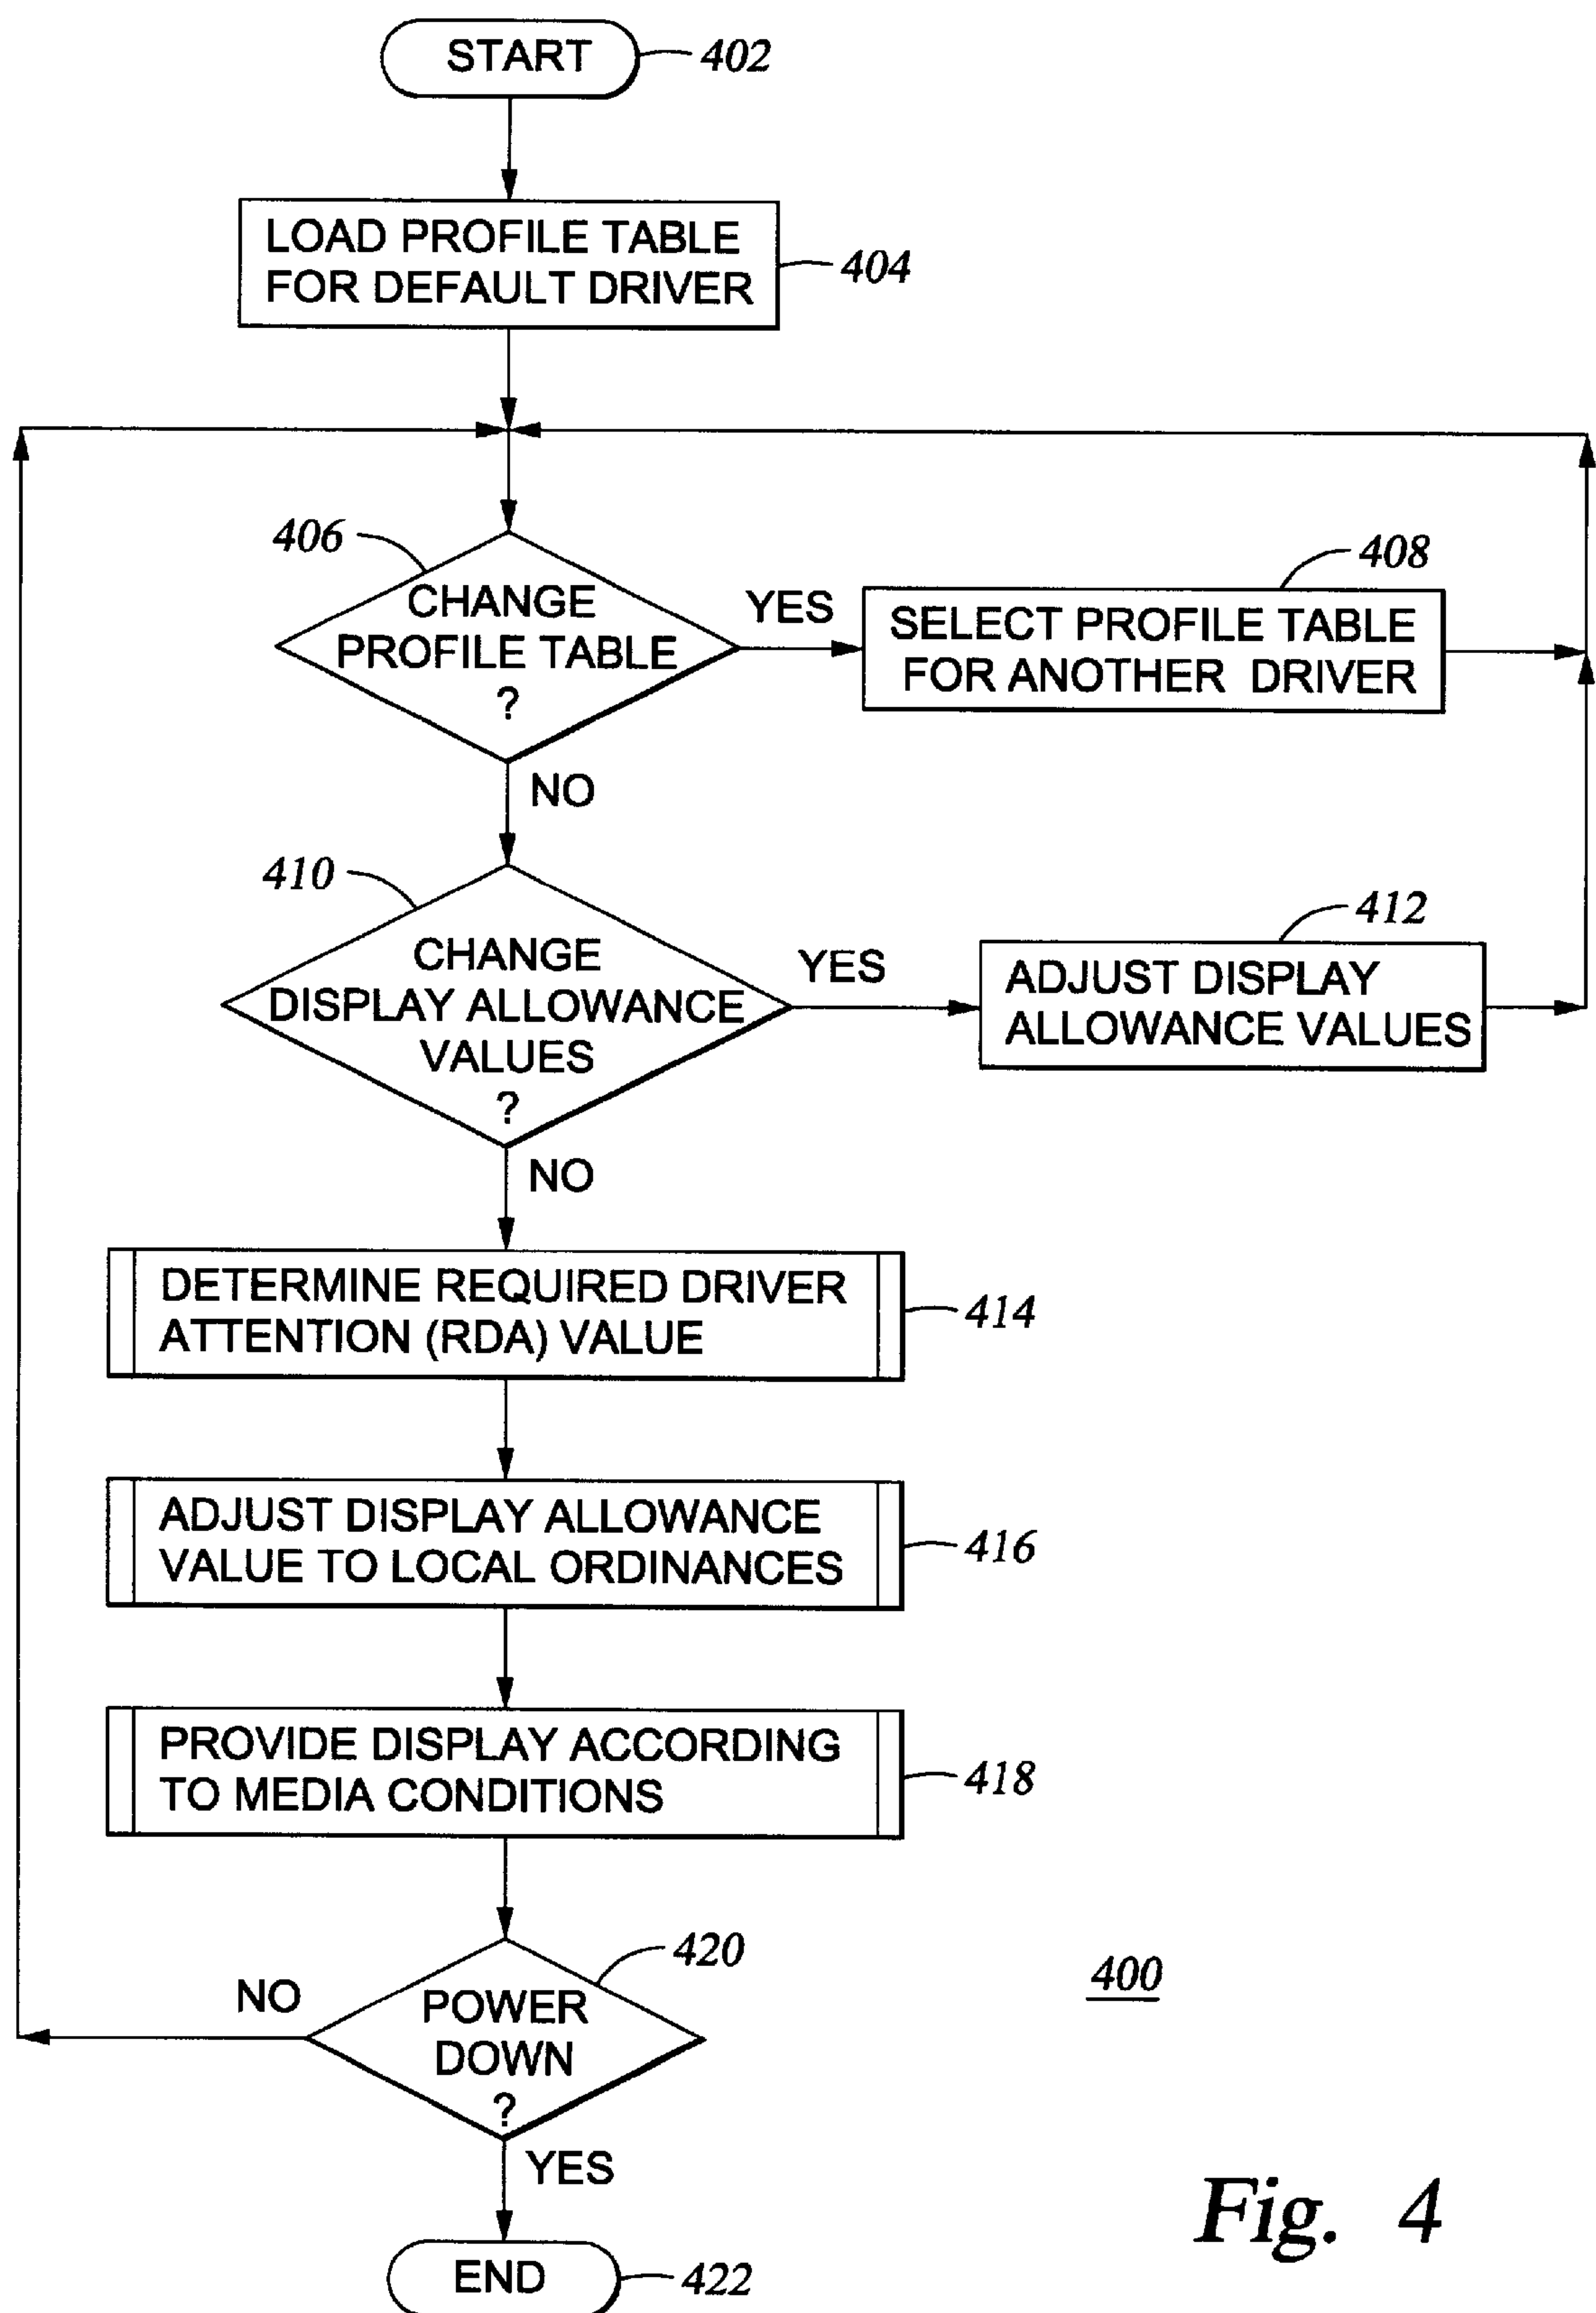 START
402
LOAD PROFILE TABLE
FOR DEFAULT DRIVER
404
406
CHANGE
PROFILE TABLE
?
YES
408
SELECT PROFILE TABLE
FOR ANOTHER DRIVER
NO
410
CHANGE
DISPLAY ALLOWANCE
VALUES
?
YES
412
ADJUST DISPLAY
ALLOWANCE VALUES
NO
DETERMINE REQUIRED DRIVER
ATTENTION (RDA) VALUE
414
ADJUST DISPLAY ALLOWANCE
VALUE TO LOCAL ORDINANCES
416
PROVIDE DISPLAY ACCORDING
TO MEDIA CONDITIONS
418
420
POWER
DOWN
?
NO
400
YES
END
422
Fig. 4